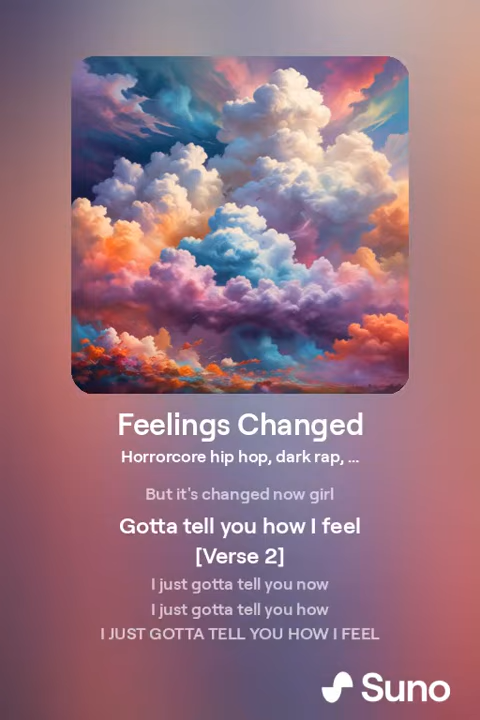 Feelings Changed
Horrorcore hip hop, dark rap, ...
But it's changed now girl
Gotta tell you how I feel
[Verse 2]
I just gotta tell you now
I just gotta tell you how
I JUST GOTTA TELL YOU HOW I FEEL
Suno